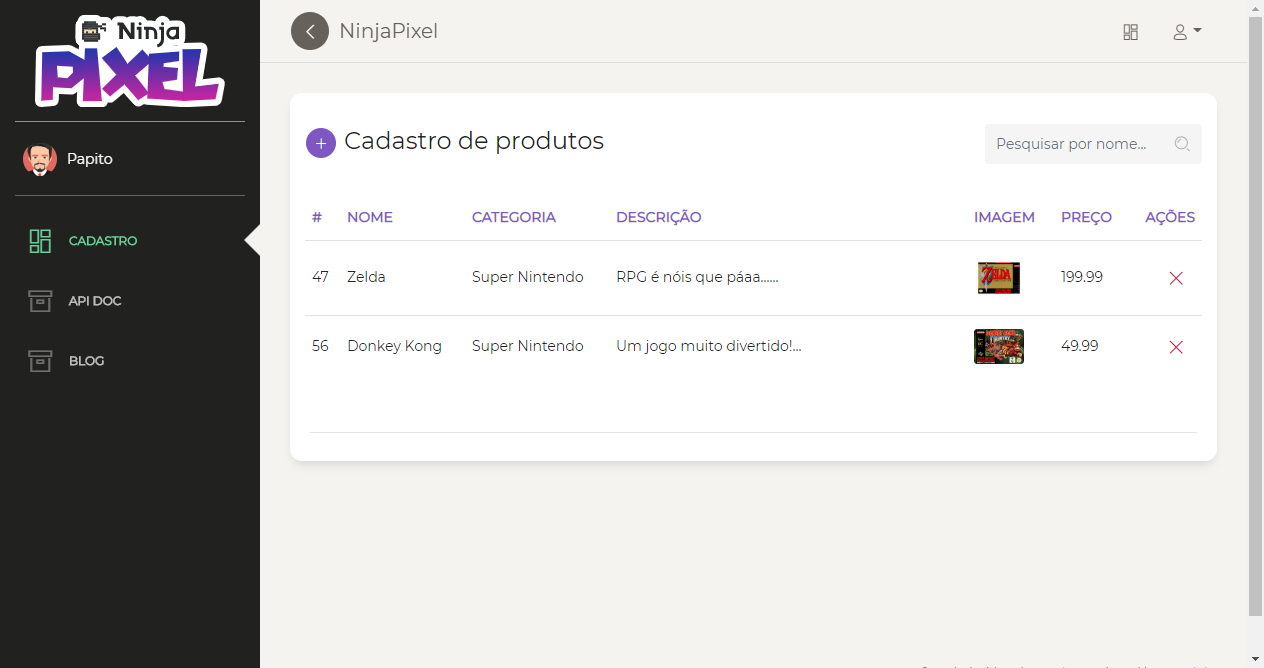 Ninja
PIXEL
NinjaPixel
Papito
CADASTRO
API DOC
BLOG
Cadastro de produtos
Pesquisar por nome...
# NOME CATEGORIA DESCRIÇÃO IMAGEM PREÇO AÇÕES
47 Zelda Super Nintendo RPG é nóis que páaa...... ZELDA 199.99
56 Donkey Kong Super Nintendo Um jogo muito divertido!... 49.99